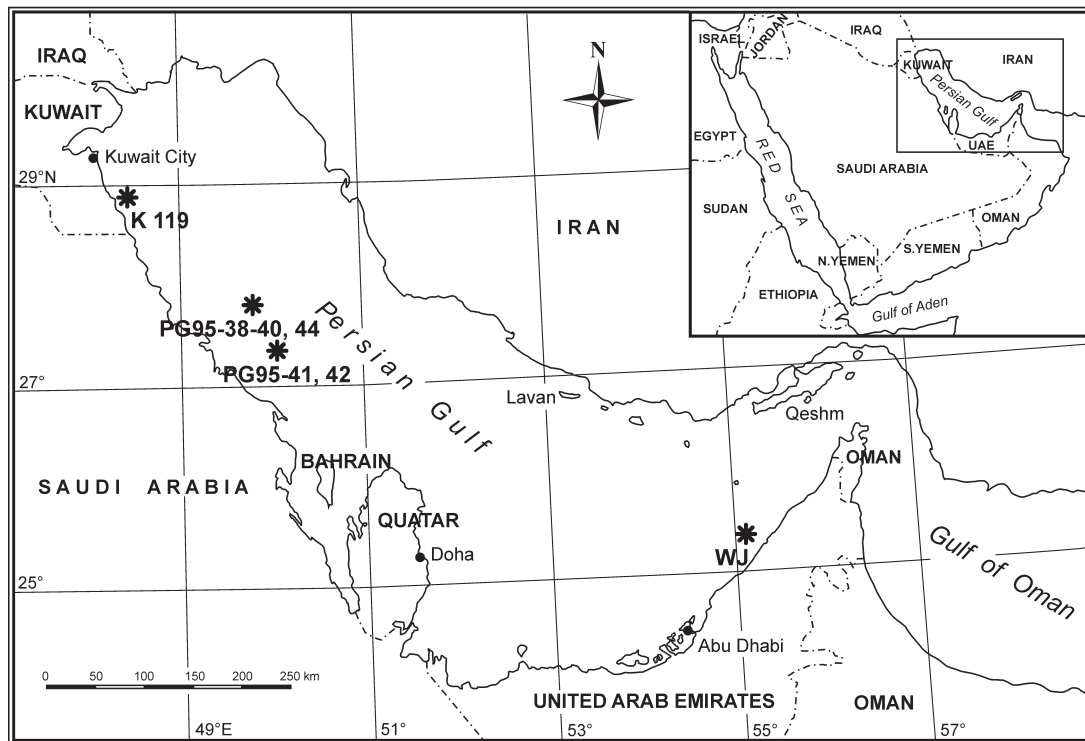 IRAQ
KUWAIT
Kuwait City
29°N
K 119
N
IRAN
PG95-38-40, 44
PG95-41, 42
Persian Gulf
27°
Lavan
Qeshm
BAHRAIN
SAUDI ARABIA
QUATAR
Doha
OMAN
WJ
Gulf of Oman
25°
Abu Dhabi
0 50 100 150 200 250 km
UNITED ARAB EMIRATES
OMAN
49°E 51° 53° 55° 57°
ISRAEL
JORDAN
IRAQ
KUWAIT
IRAN
Persian Gulf
EGYPT
UAE
RED SEA
SAUDI ARABIA
SUDAN
OMAN
S.YEMEN
N.YEMEN
ETHIOPIA
Gulf of Aden